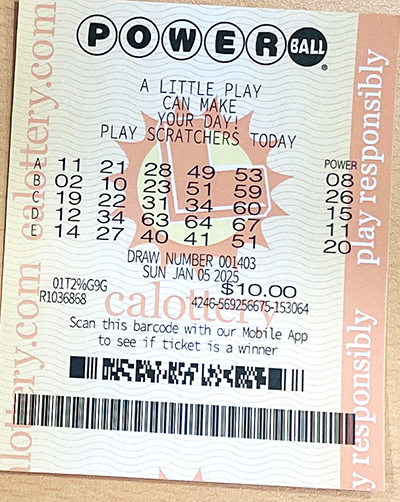 POWERBALL
A LITTLE PLAY
CAN MAKE
YOUR DAY!
PLAY SCRATCHERS TODAY
POWER
A 11 21 28 49 53 08
B 02 10 23 51 59 26
C 19 22 31 34 60 15
D 12 34 63 64 67 11
E 14 27 40 41 51 20
DRAW NUMBER 001403
SUN JAN 05 2025
01T2%G9G $10.00
R1036868 4246-569256675-153064
calottery
Scan this barcode with our Mobile App
to see if ticket is a winner
calottery.com calottery.com
play responsibly
y responsibly